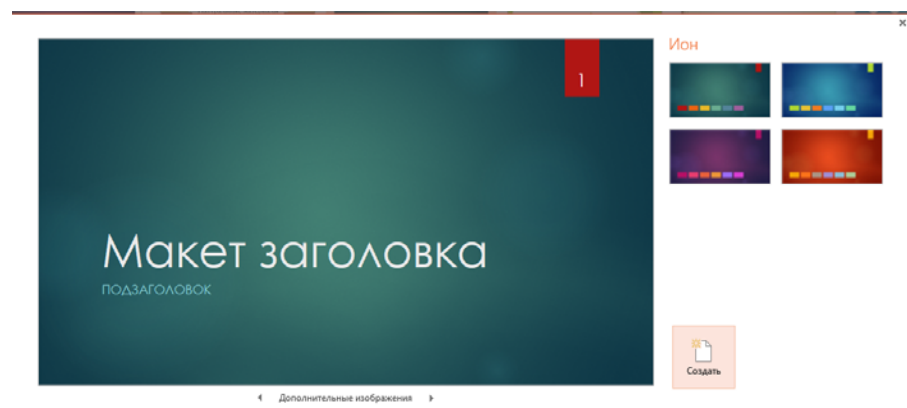 Ион
1
Макет заголовка
ПОДЗАГОЛОВОК
Создать
Дополнительные изображения